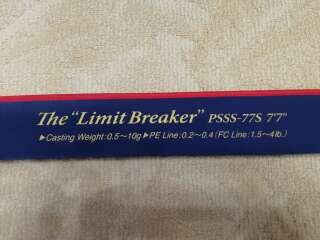 The "Limit Breaker" PSSS-77S 7'7"
▶Casting Weight:0.5~10g▶PE Line:0.2~0.4(FC Line:1.5~4lb.)